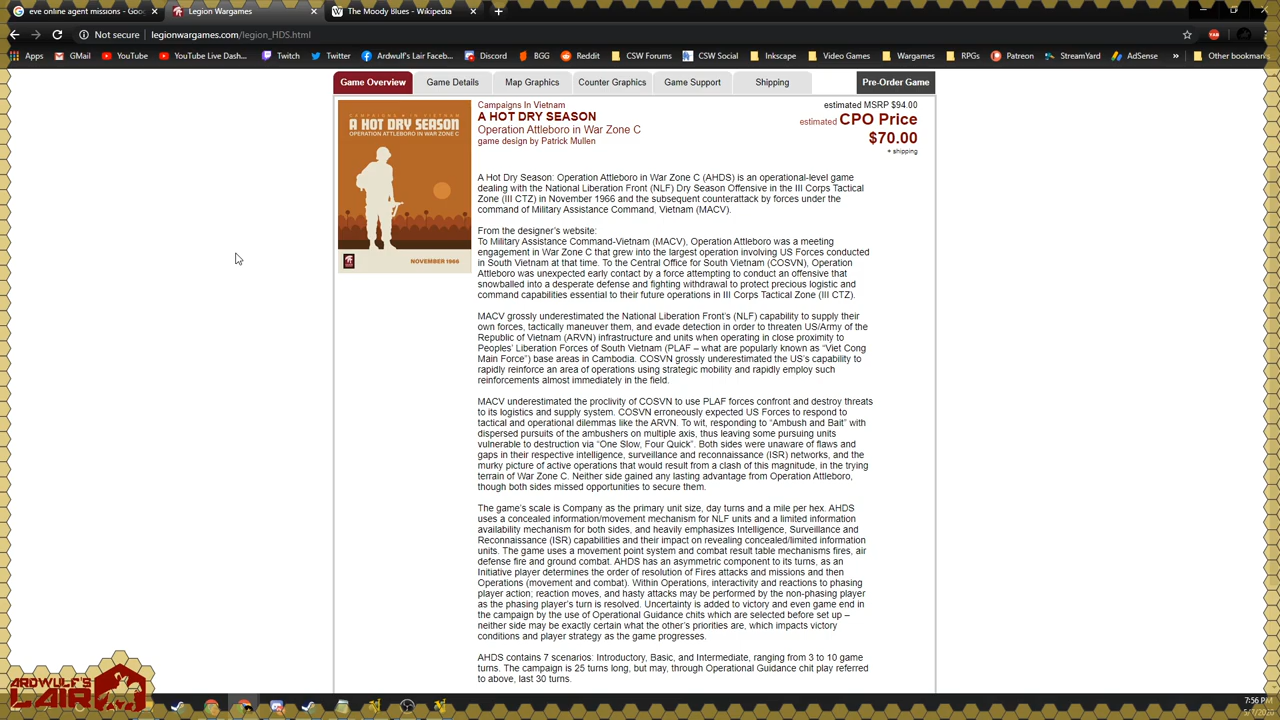 eve online agent missions - Goo
Legion Wargames
The Moody Blues - Wikipedia
Not secure
legionwargames.com/legion_HDS.html
Apps
GMail
YouTube
YouTube Live Dash...
Twitch
Twitter
Ardwulf's Lair Faceb...
Discord
BGG
Reddit
CSW Forums
CSW Social
Inkscape
Video Games
Wargames
RPGs
Patreon
StreamYard
AdSense
»
Other bookmarks
Game Overview
Game Details
Map Graphics
Counter Graphics
Game Support
Shipping
Pre-Order Game
CAMPAIGNS IN VIETNAM
A HOT DRY SEASON
OPERATION ATTLEBORO IN WAR ZONE C
NOVEMBER 1966
Campaigns In Vietnam
A HOT DRY SEASON
Operation Attleboro in War Zone C
game design by Patrick Mullen
estimated MSRP $94.00
estimated CPO Price
$70.00
+ shipping
A Hot Dry Season: Operation Attleboro in War Zone C (AHDS) is an operational-level game
dealing with the National Liberation Front (NLF) Dry Season Offensive in the III Corps Tactical
Zone (III CTZ) in November 1966 and the subsequent counterattack by forces under the
command of Military Assistance Command, Vietnam (MACV).
From the designer's website:
To Military Assistance Command-Vietnam (MACV), Operation Attleboro was a meeting
engagement in War Zone C that grew into the largest operation involving US Forces conducted
in South Vietnam at that time. To the Central Office for South Vietnam (COSVN), Operation
Attleboro was unexpected early contact by a force attempting to conduct an offensive that
snowballed into a desperate defense and fighting withdrawal to protect precious logistic and
command capabilities essential to their future operations in III Corps Tactical Zone (III CTZ).
MACV grossly underestimated the National Liberation Front's (NLF) capability to supply their
own forces, tactically maneuver them, and evade detection in order to threaten US/Army of the
Republic of Vietnam (ARVN) infrastructure and units when operating in close proximity to
Peoples' Liberation Forces of South Vietnam (PLAF – what are popularly known as "Viet Cong
Main Force") base areas in Cambodia. COSVN grossly underestimated the US's capability to
rapidly reinforce an area of operations using strategic mobility and rapidly employ such
reinforcements almost immediately in the field.
MACV underestimated the proclivity of COSVN to use PLAF forces confront and destroy threats
to its logistics and supply system. COSVN erroneously expected US Forces to respond to
tactical and operational dilemmas like the ARVN. To wit, responding to "Ambush and Bait" with
dispersed pursuits of the ambushers on multiple axis, thus leaving some pursuing units
vulnerable to destruction via "One Slow, Four Quick". Both sides were unaware of flaws and
gaps in their respective intelligence, surveillance and reconnaissance (ISR) networks, and the
murky picture of active operations that would result from a clash of this magnitude, in the trying
terrain of War Zone C. Neither side gained any lasting advantage from Operation Attleboro,
though both sides missed opportunities to secure them.
The game's scale is Company as the primary unit size, day turns and a mile per hex. AHDS
uses a concealed information/movement mechanism for NLF units and a limited information
availability mechanism for both sides, and heavily emphasizes Intelligence, Surveillance and
Reconnaissance (ISR) capabilities and their impact on revealing concealed/limited information
units. The game uses a movement point system and combat result table mechanisms fires, air
defense fire and ground combat. AHDS has an asymmetric component to its turns, as an
Initiative player determines the order of resolution of Fires attacks and missions and then
Operations (movement and combat). Within Operations, interactivity and reactions to phasing
player action; reaction moves, and hasty attacks may be performed by the non-phasing player
as the phasing player's turn is resolved. Uncertainty is added to victory and even game end in
the campaign by the use of Operational Guidance chits which are selected before set up –
neither side may be exactly certain what the other's priorities are, which impacts victory
conditions and player strategy as the game progresses.
AHDS contains 7 scenarios: Introductory, Basic, and Intermediate, ranging from 3 to 10 game
turns. The campaign is 25 turns long, but may, through Operational Guidance chit play referred
to above, last 30 turns.
ARDWULF'S
LAIR
7:56 PM